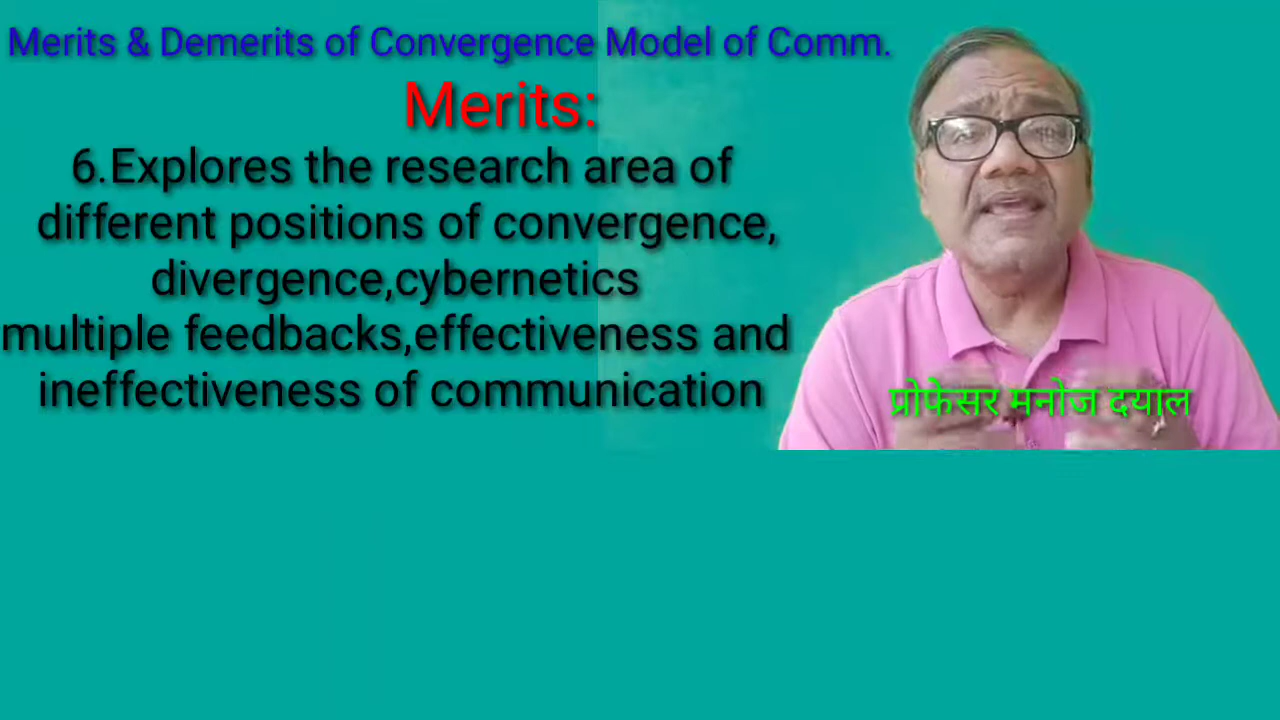 Merits & Demerits of Convergence Model of Comm.
Merits:
6.Explores the research area of
different positions of convergence,
divergence,cybernetics
multiple feedbacks,effectiveness and
ineffectiveness of communication
प्रोफेसर मनोज दयाल